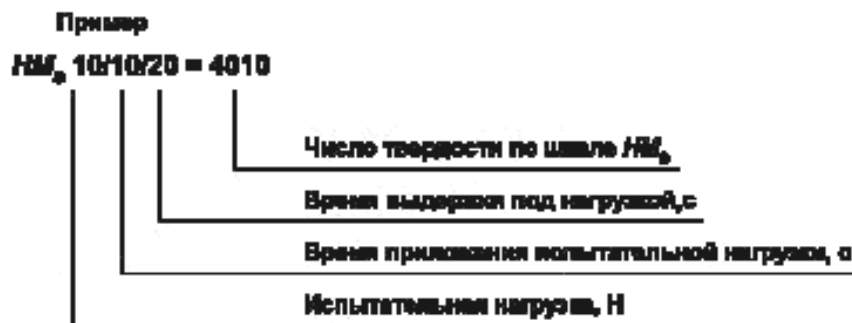 Пример
HMs 10/10/20 = 4010
Число твердости по шкале HMs
Время выдержки под нагрузкой,с
Время приложения испытательной нагрузки, с
Испытательная нагрузка, Н